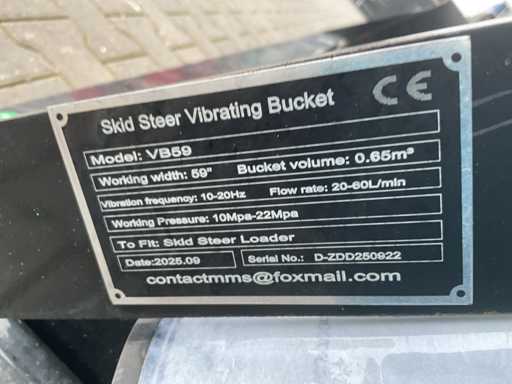 Skid Steer Vibrating Bucket CE
Model: VB59
Working width: 59" Bucket volume: 0.65m³
Vibration frequency: 10-20Hz Flow rate: 20-60L/min
Working Pressure: 10Mpa-22Mpa
To Fit: Skid Steer Loader
Date:2025.09 Serial No.: D-ZDD250922
contactmms@foxmail.com